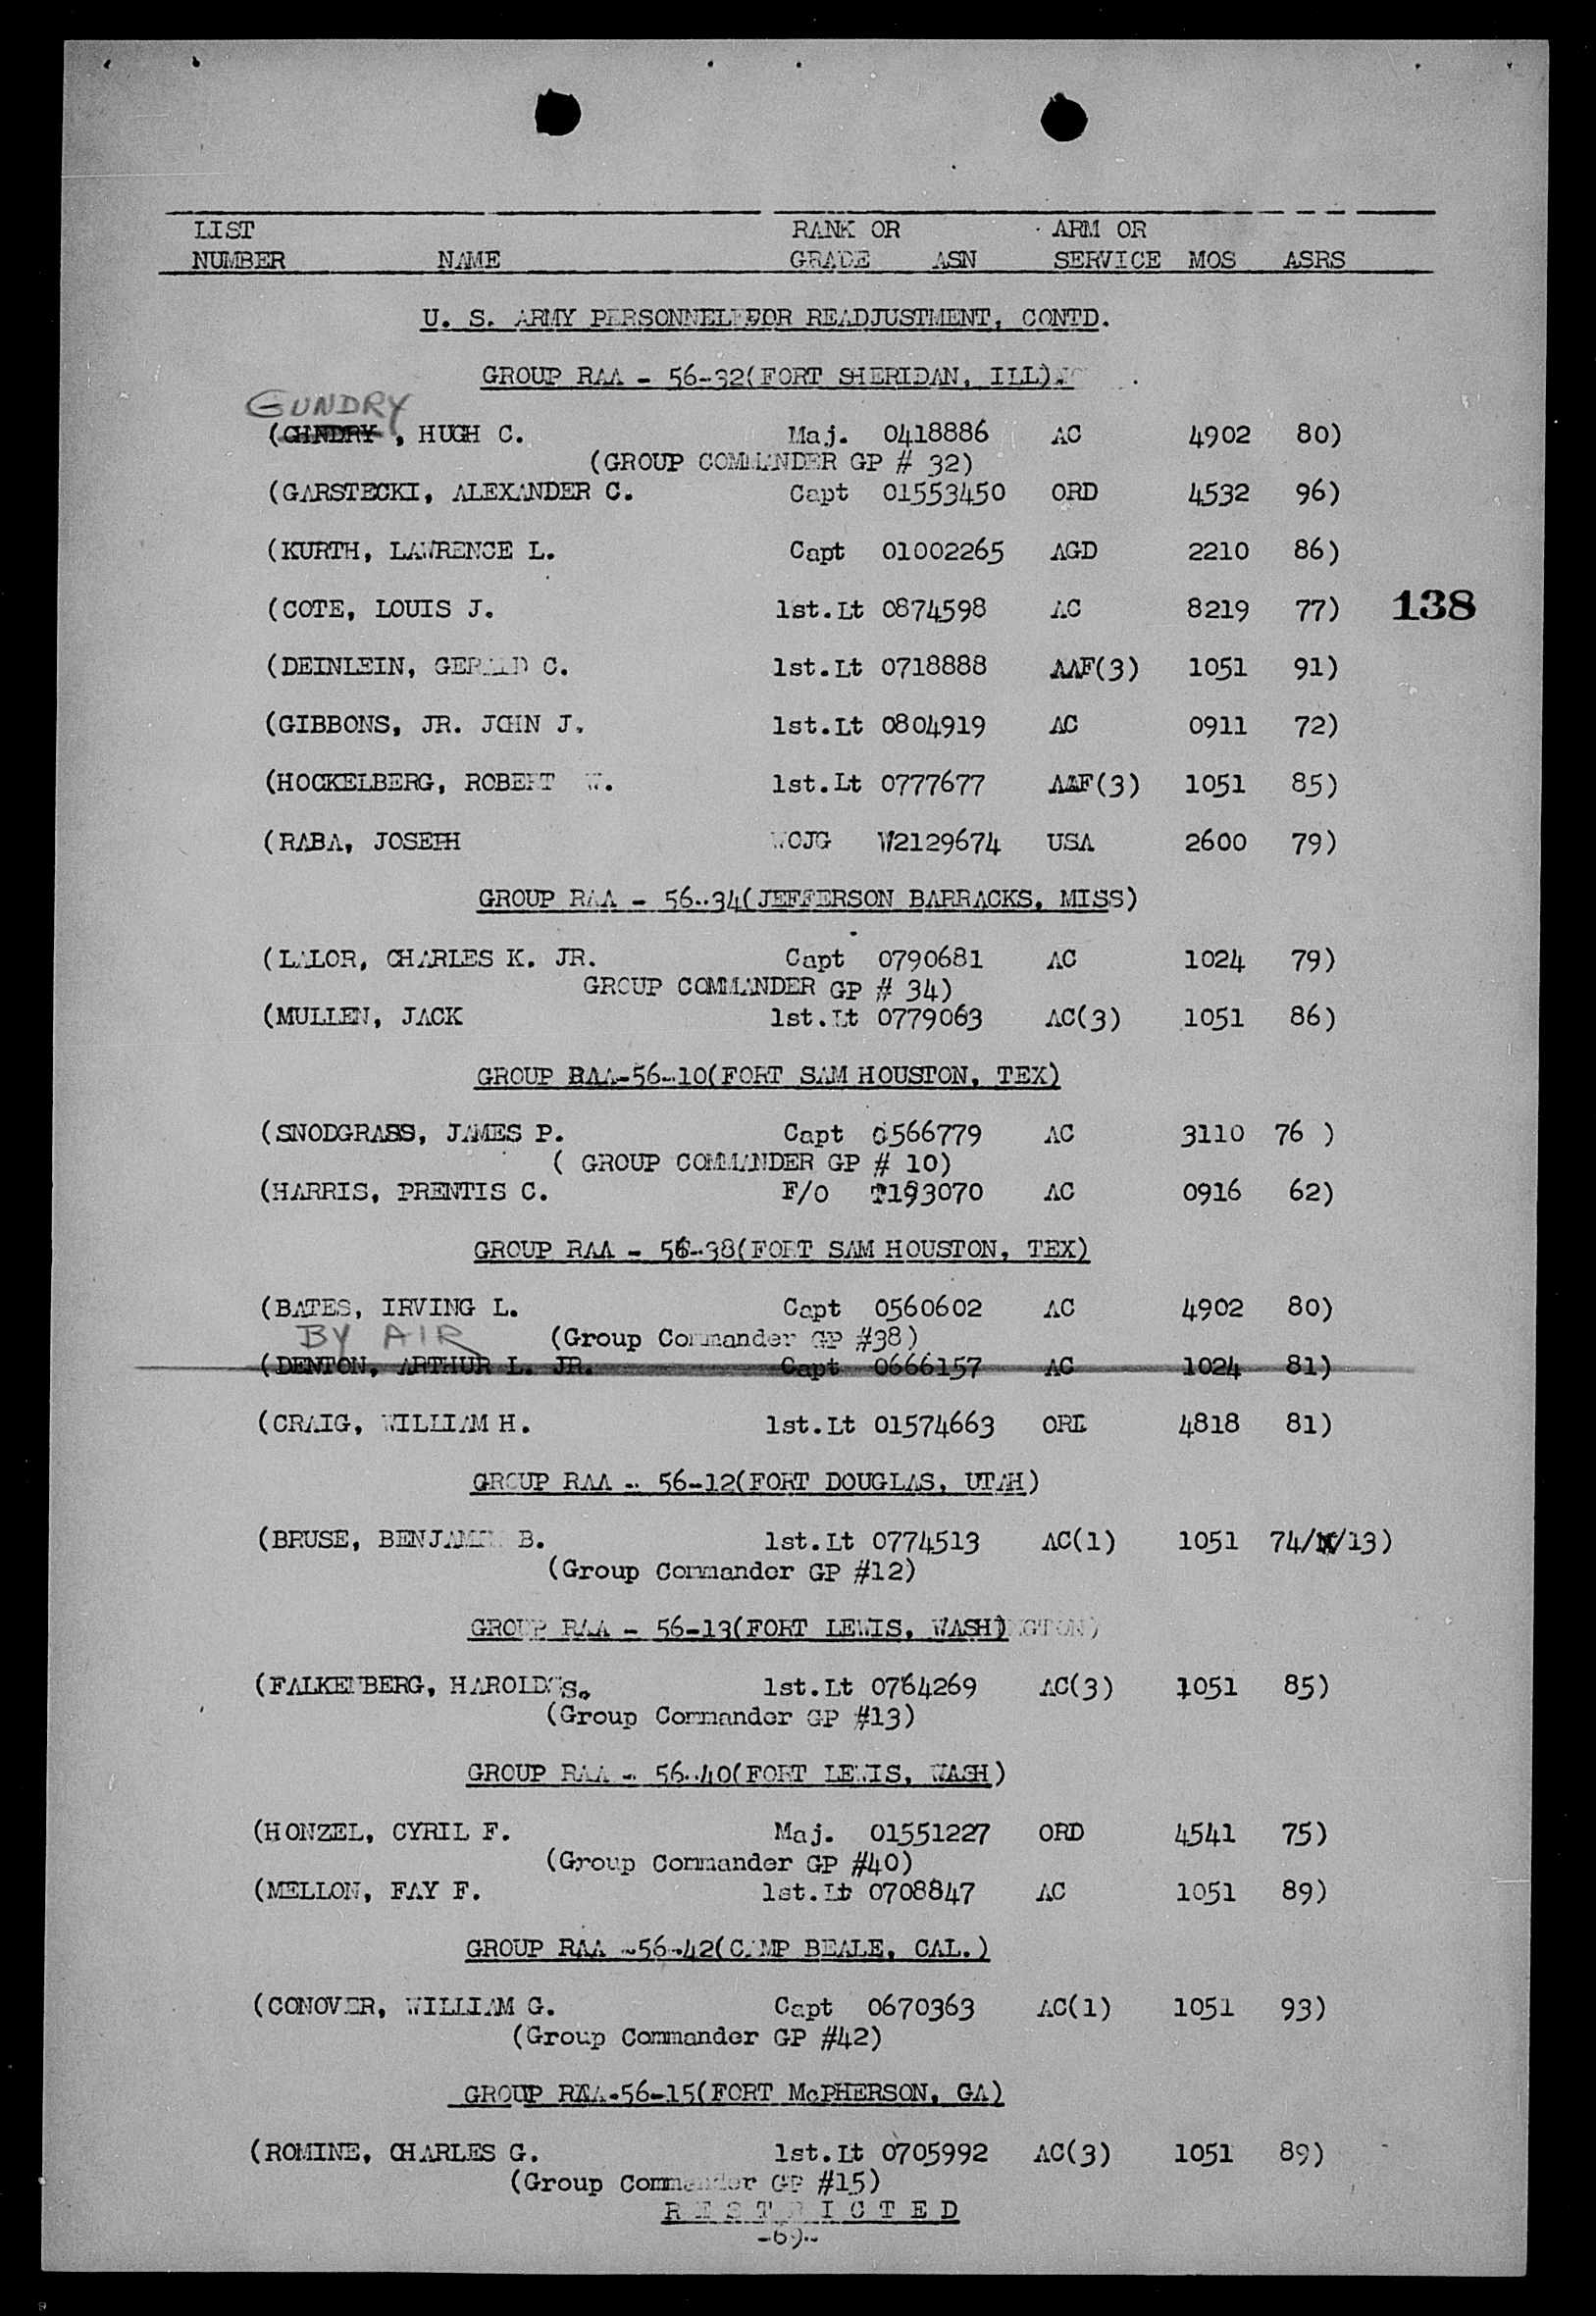 LIST RANK OR ARM OR
NUMBER NAME GRADE ASN SERVICE MOS ASRS
U. S. ARMY PERSONNEL FOR READJUSTMENT, CONTD.
GROUP RAA - 56-32(FORT SHERIDAN, ILL).
GUNDRY
( , HUGH C. Maj. 0418886 AC 4902 80)
(GROUP COMMANDER GP # 32)
(GARSTECKI, ALEXANDER C. Capt 01553450 ORD 4532 96)
(KURTH, LAWRENCE L. Capt 01002265 AGD 2210 86)
(COTE, LOUIS J. 1st.Lt 0874598 AC 8219 77) 138
(DEINLEIN, GERALD C. 1st.Lt 0718888 AAF(3) 1051 91)
(GIBBONS, JR. JOHN J. 1st.Lt 0804919 AC 0911 72)
(HOCKELBERG, ROBERT W. 1st.Lt 0777677 AAF(3) 1051 85)
(RABA, JOSEPH WOJG W2129674 USA 2600 79)
GROUP RAA - 56-34(JEFFERSON BARRACKS, MISS)
(LALOR, CHARLES K. JR. Capt 0790681 AC 1024 79)
GROUP COMMANDER GP # 34)
(MULLEN, JACK 1st.Lt 0779063 AC(3) 1051 86)
GROUP RAA-56-10(FORT SAM HOUSTON, TEX)
(SNODGRASS, JAMES P. Capt 0566779 AC 3110 76 )
( GROUP COMMANDER GP # 10)
(HARRIS, PRENTIS C. F/O T193070 AC 0916 62)
GROUP RAA - 56-38(FORT SAM HOUSTON, TEX)
(BATES, IRVING L. Capt 0560602 AC 4902 80)
BY AIR (Group Commander GP #38)
(DENTON, ARTHUR L. JR. Capt 0666157 AC 1024 81)
(CRAIG, WILLIAM H. 1st.Lt 01574663 ORD 4818 81)
GROUP RAA - 56-12(FORT DOUGLAS, UTAH)
(BRUSE, BENJAMIN B. 1st.Lt 0774513 AC(1) 1051 74/ /13)
(Group Commander GP #12)
GROUP RAA - 56-13(FORT LEWIS, WASH)
(FALKENBERG, HAROLD S. 1st.Lt 0764269 AC(3) 1051 85)
(Group Commander GP #13)
GROUP RAA - 56-40(FORT LEWIS, WASH)
(HONZEL, CYRIL F. Maj. 01551227 ORD 4541 75)
(Group Commander GP #40)
(MELLON, FAY F. 1st.Lt 0708847 AC 1051 89)
GROUP RAA -56-42(CAMP BEALE, CAL.)
(CONOVER, WILLIAM G. Capt 0670363 AC(1) 1051 93)
(Group Commander GP #42)
GROUP RAA-56-15(FORT McPHERSON, GA)
(ROMINE, CHARLES G. 1st.Lt 0705992 AC(3) 1051 89)
(Group Commander GP #15)
R E S T R I C T E D
-69-